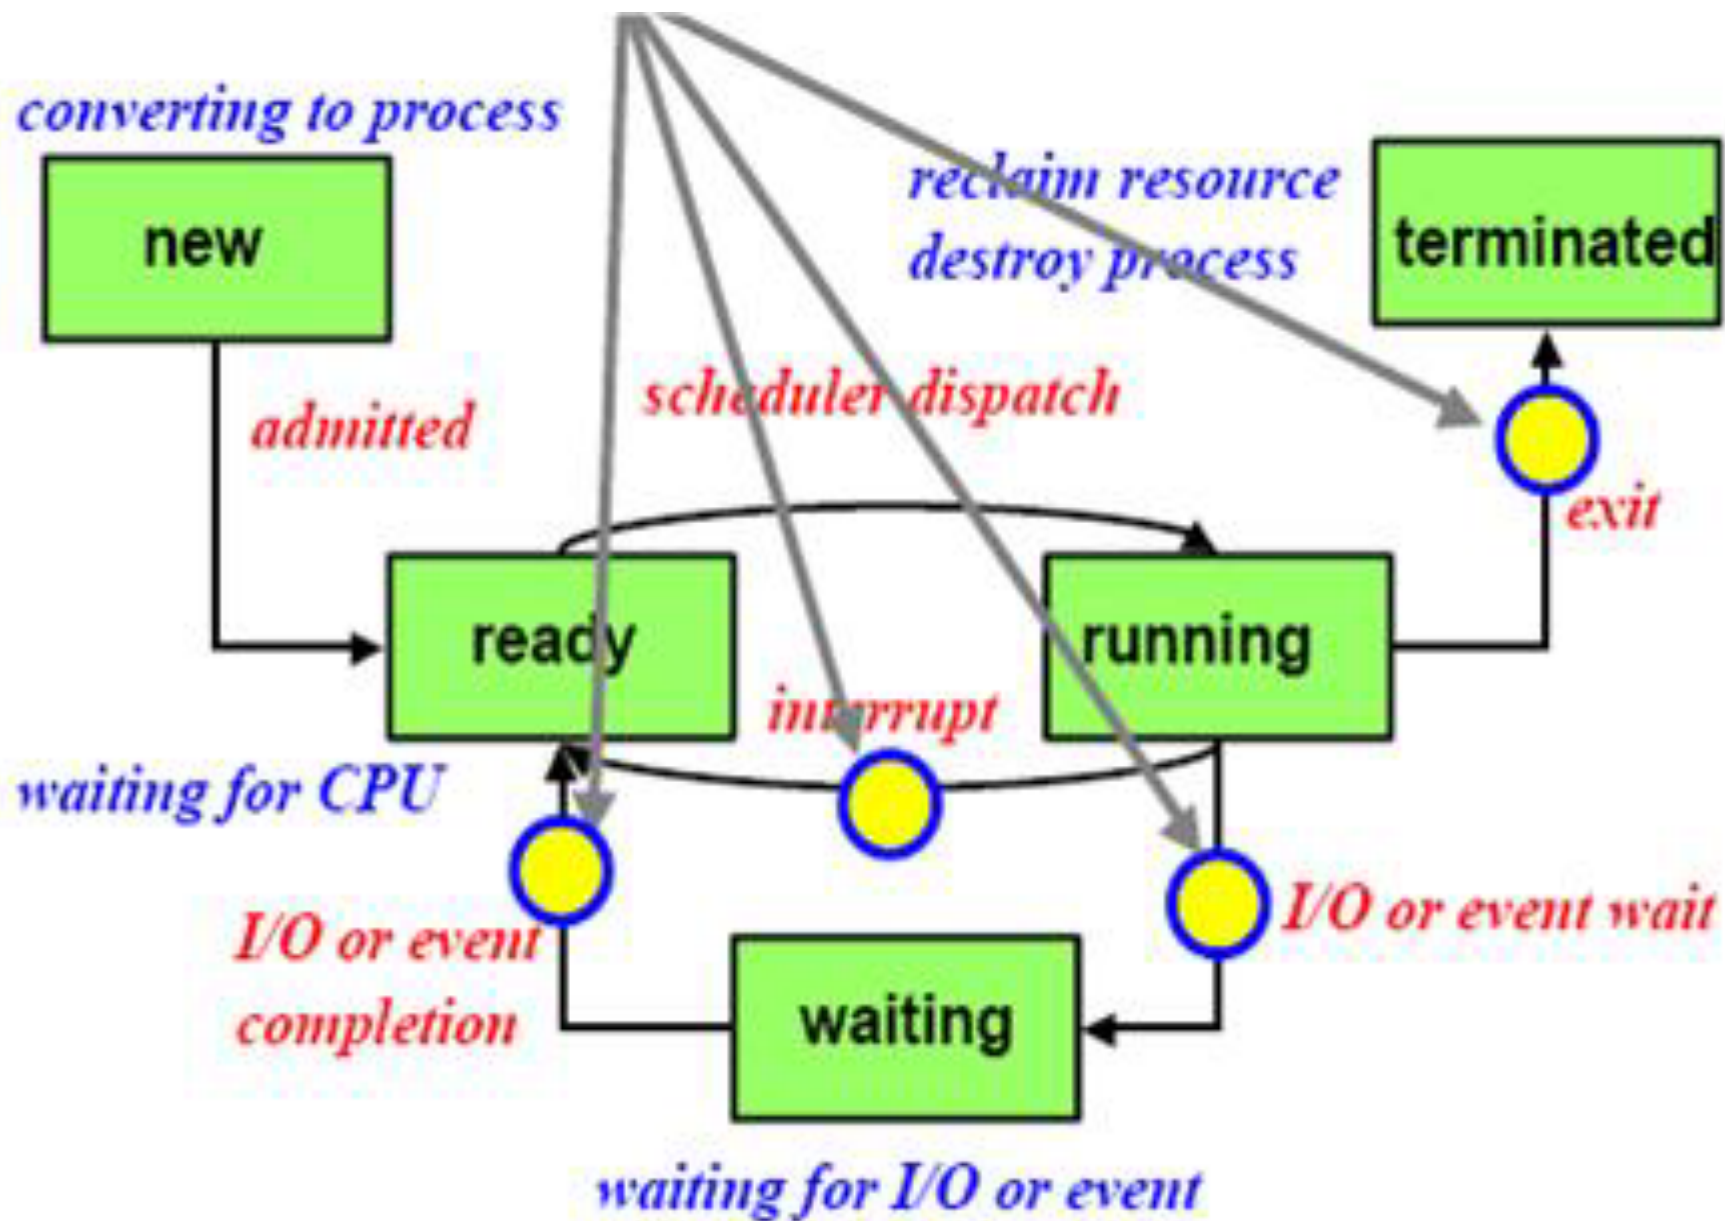 converting to process
new
reclaim resource
destroy process
terminated
admitted
scheduler dispatch
exit
ready
running
interrupt
waiting for CPU
I/O or event
completion
I/O or event wait
waiting
waiting for I/O or event